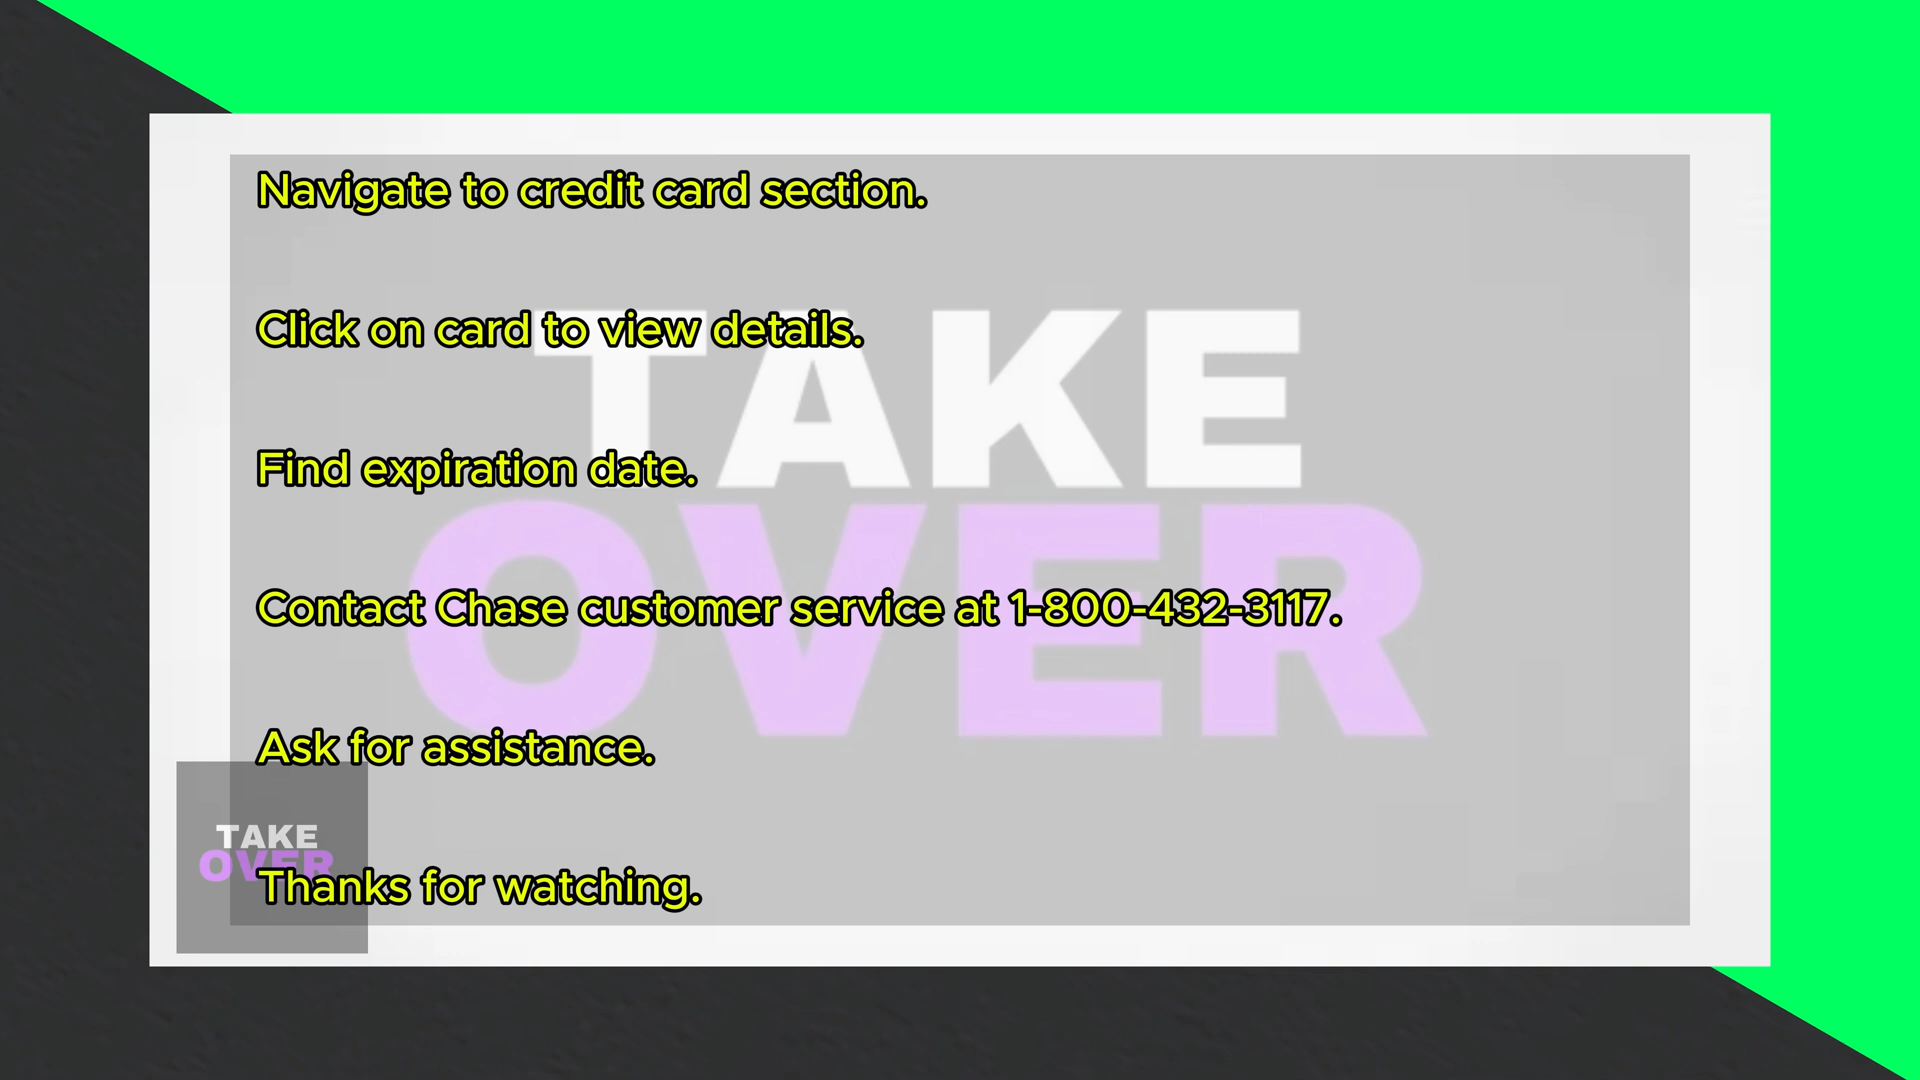 Navigate to credit card section.
Click on card to view details.
TAKE
Find expiration date.
OVER
Contact Chase customer service at 1-800-432-3117.
Ask for assistance.
TAKE
OVER
Thanks for watching.